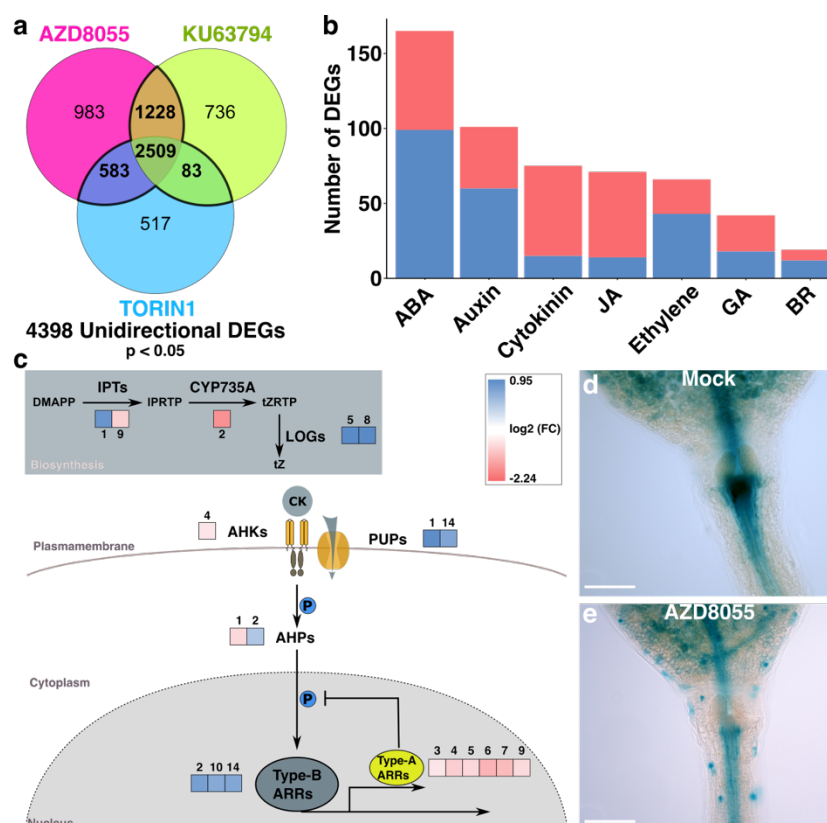 a
AZD8055
KU63794
983
1228
736
2509
583
83
517
TORIN1
4398 Unidirectional DEGs
p < 0.05
b
Number of DEGs
150
100
50
0
ABA
Auxin
Cytokinin
JA
Ethylene
GA
BR
c
IPTs
CYP735A
DMAPP
IPRTP
tZRTP
1 9
2
LOGs
5 8
tZ
Biosynthesis
0.95
log2 (FC)
-2.24
CK
4
AHKs
PUPs
1 14
Plasmamembrane
P
1 2
AHPs
Cytoplasm
P
2 10 14
Type-B
ARRs
Type-A
ARRs
3 4 5 6 7 9
Nucleus
d
Mock
e
AZD8055